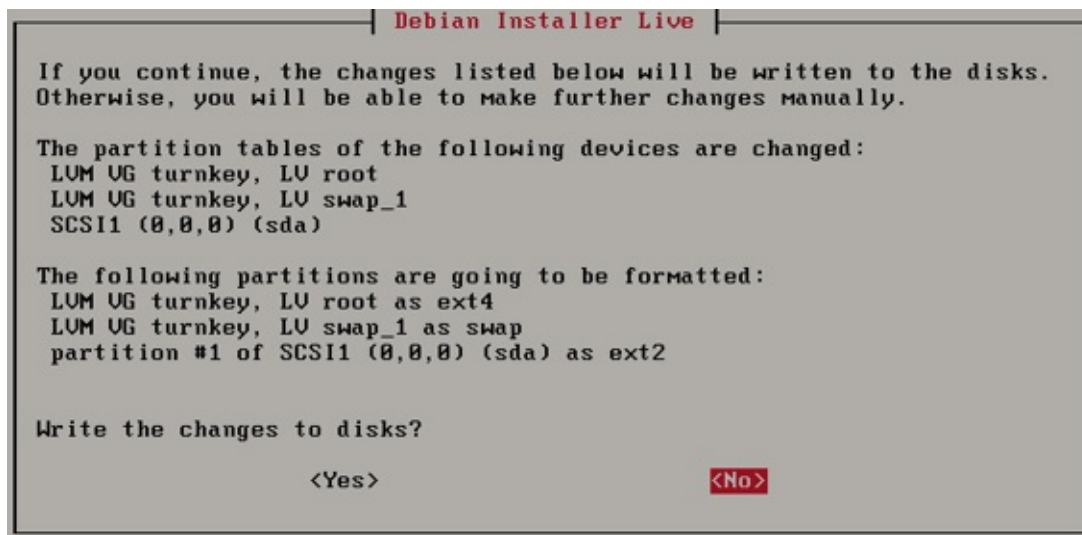 Debian Installer Live
If you continue, the changes listed below will be written to the disks.
Otherwise, you will be able to make further changes manually.
The partition tables of the following devices are changed:
LVM VG turnkey, LV root
LVM VG turnkey, LV swap_1
SCSI1 (0,0,0) (sda)
The following partitions are going to be formatted:
LVM VG turnkey, LV root as ext4
LVM VG turnkey, LV swap_1 as swap
partition #1 of SCSI1 (0,0,0) (sda) as ext2
Write the changes to disks?
<Yes> <No>